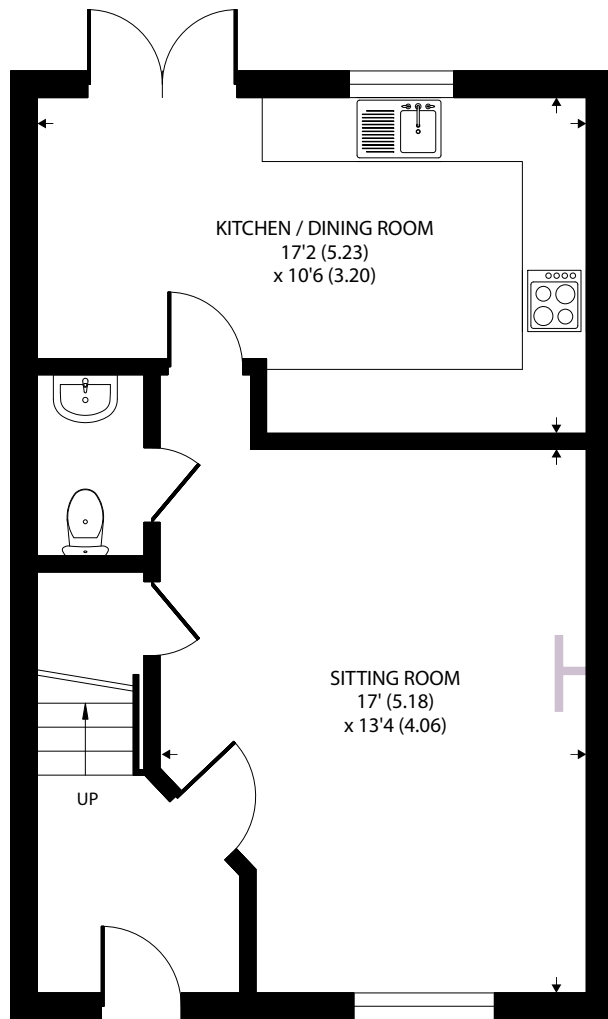 KITCHEN / DINING ROOM
17'2 (5.23)
x 10'6 (3.20)
SITTING ROOM
17' (5.18)
x 13'4 (4.06)
UP